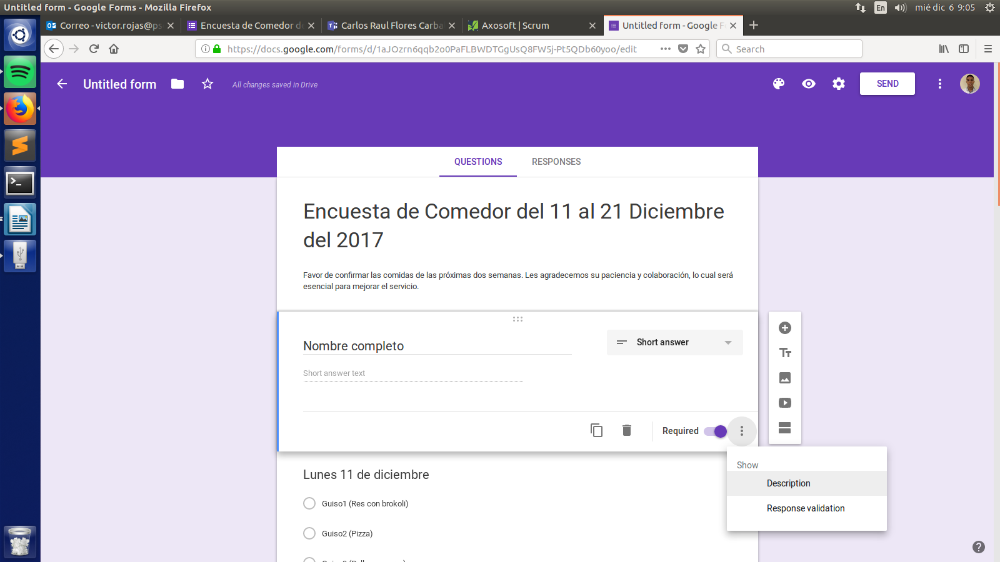 Untitled form - Google Forms - Mozilla Firefox
En
mié dic 6 9:05
Correo - victor.rojas@ps
Encuesta de Comedor de
Carlos Raul Flores Carba
Axosoft | Scrum
Untitled form - Google F
https://docs.google.com/forms/d/1aJOzrn6qqb2o0PaFLBWDTGgUsQ8FW5j-Pt5QDb60yoo/edit
Search
Untitled form
All changes saved in Drive
SEND
QUESTIONS
RESPONSES
Encuesta de Comedor del 11 al 21 Diciembre
del 2017
Favor de confirmar las comidas de las próximas dos semanas. Les agradecemos su paciencia y colaboración, lo cual será
esencial para mejorar el servicio.
Nombre completo
Short answer
Short answer text
Required
Show
Description
Response validation
Lunes 11 de diciembre
Guiso1 (Res con brokoli)
Guiso2 (Pizza)